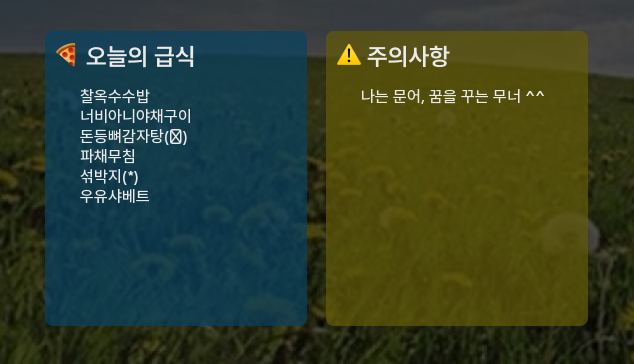 🍕 오늘의 급식
찰옥수수밥
너비아니야채구이
돈등뼈감자탕(☒)
파채무침
섞박지(*)
우유샤베트
⚠️ 주의사항
나는 문어, 꿈을 꾸는 무너 ^^